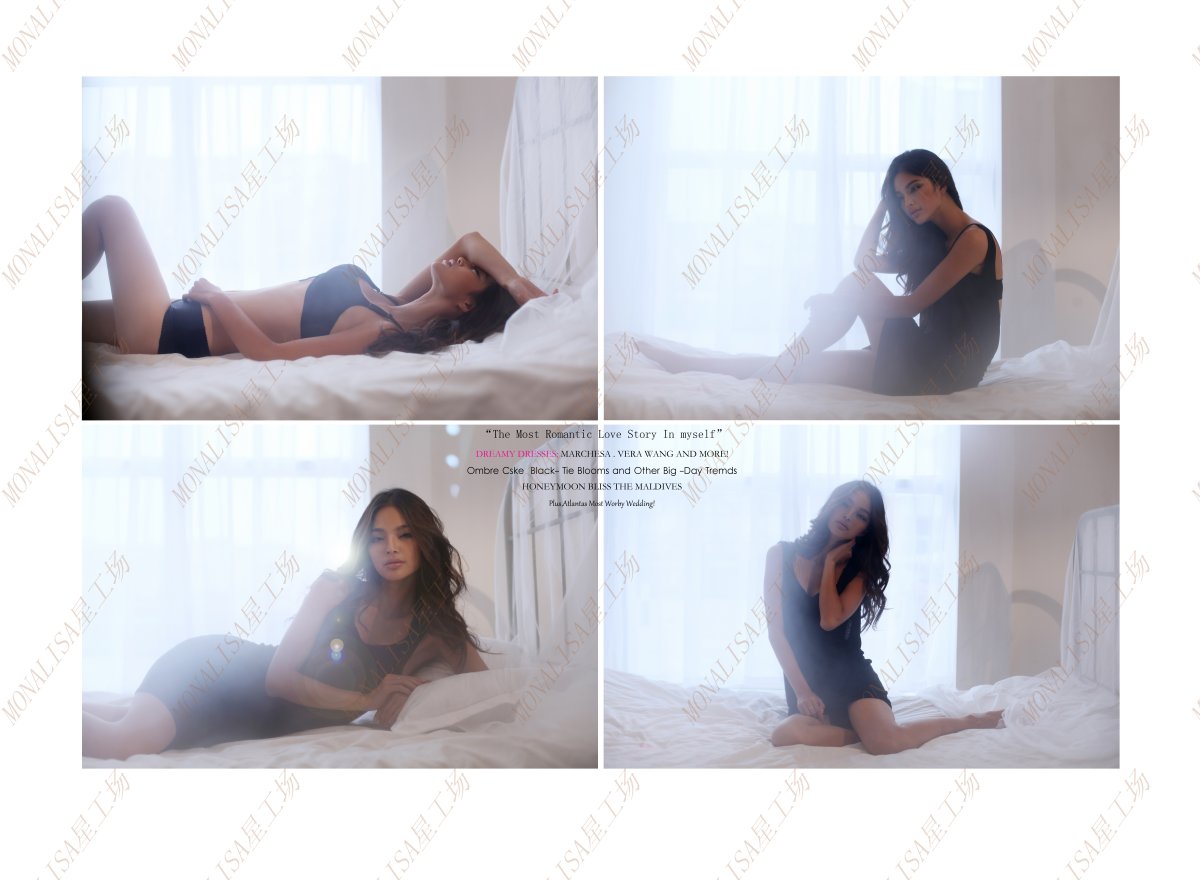 “The Most Romantic Love Story In myself”
DREAMY DRESSES: MARCHESA . VERA WANG AND MORE!
Ombre Cske Black– Tie Blooms and Other Big –Day Tremds
HONEYMOON BLISS THE MALDIVES
Plus,Atlantas Most Worby Wedding!
MONALISA星工场